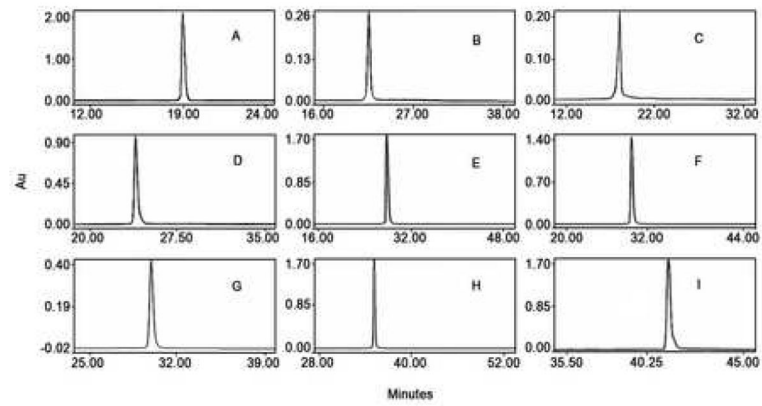 2.00 A 0.26 B 0.20 C
1.00 0.13 0.10
0.00 0.00 0.00
12.00 19.00 24.00 16.00 27.00 38.00 12.00 22.00 32.00
0.90 D 1.70 E 1.40 F
0.45 0.85 0.70
0.00 0.00 0.00
20.00 27.50 35.00 16.00 32.00 48.00 20.00 32.00 44.00
Au
0.40 G 1.70 H 1.70 I
0.19 0.85 0.85
-0.02 0.00 0.00
25.00 32.00 39.00 28.00 40.00 52.00 35.50 40.25 45.00
Minutes